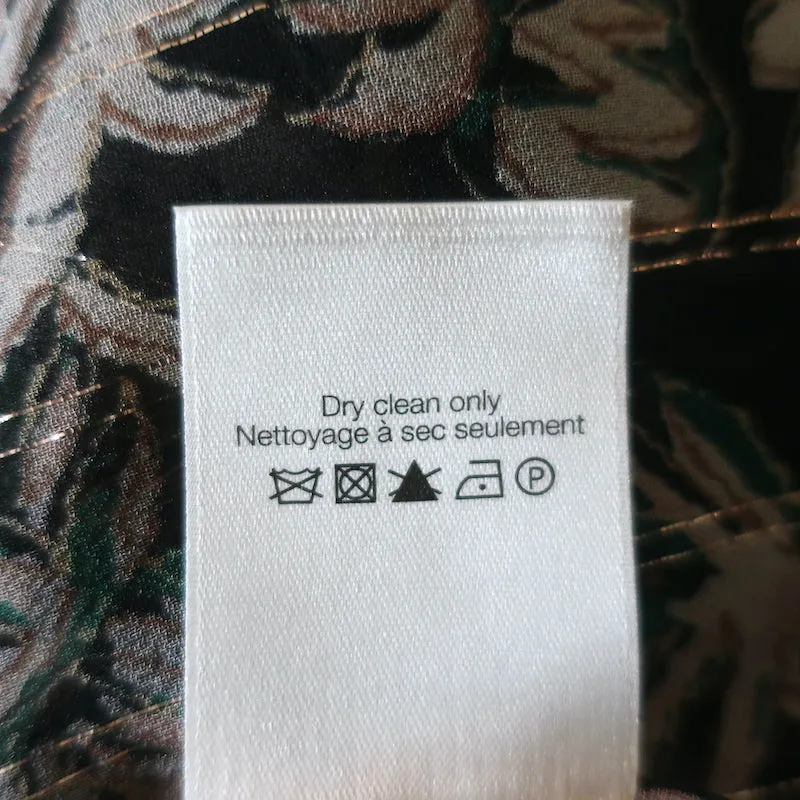 Dry clean only
Nettoyage à sec seulement
P